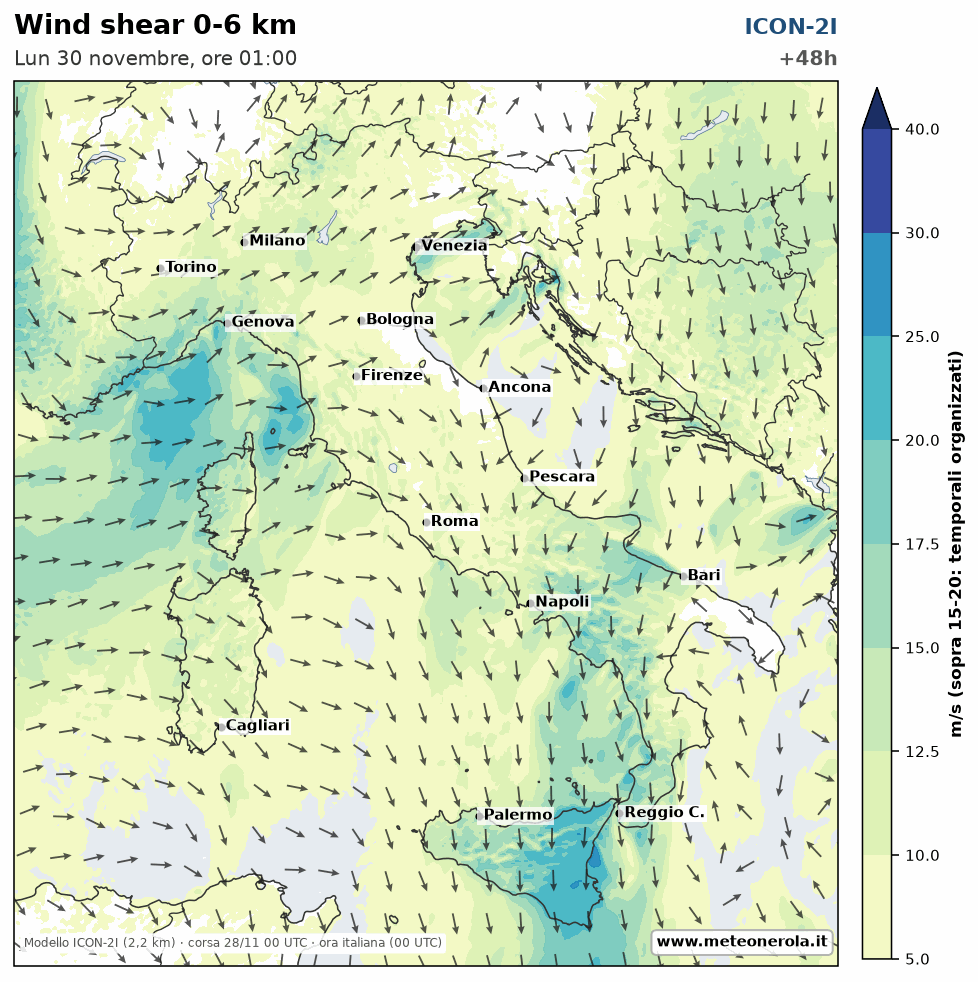 Wind shear 0-6 km
ICON-2I
Lun 30 novembre, ore 01:00
+48h
40.0
30.0
25.0
20.0
17.5
15.0
12.5
10.0
5.0
m/s (sopra 15-20: temporali organizzati)
Milano
Venezia
Torino
Genova
Bologna
Firenze
Ancona
Pescara
Roma
Bari
Napoli
Cagliari
Palermo
Reggio C.
Modello ICON-2I (2,2 km) · corsa 28/11 00 UTC · ora italiana (00 UTC)
www.meteonerola.it